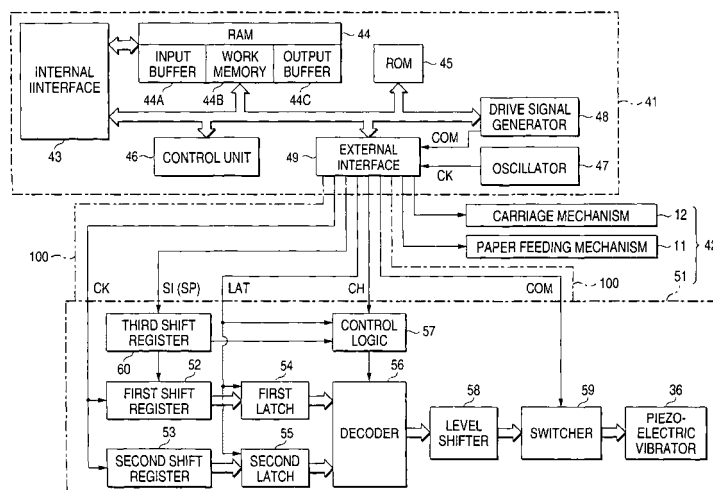 RAM
44
INTERNAL
IINTERFACE
43
INPUT
BUFFER
WORK
MEMORY
OUTPUT
BUFFER
44A
44B
44C
ROM
45
41
DRIVE SIGNAL
GENERATOR
48
COM
46
CONTROL UNIT
49
EXTERNAL
INTERFACE
CK
OSCILLATOR
47
CARRIAGE MECHANISM
12
42
PAPER FEEDING MECHANISM
11
100
100
51
CK
SI (SP)
LAT
CH
COM
THIRD SHIFT
REGISTER
60
CONTROL
LOGIC
57
52
FIRST SHIFT
REGISTER
54
FIRST
LATCH
56
DECODER
58
LEVEL
SHIFTER
59
SWITCHER
36
PIEZO-
ELECTRIC
VIBRATOR
53
SECOND SHIFT
REGISTER
55
SECOND
LATCH